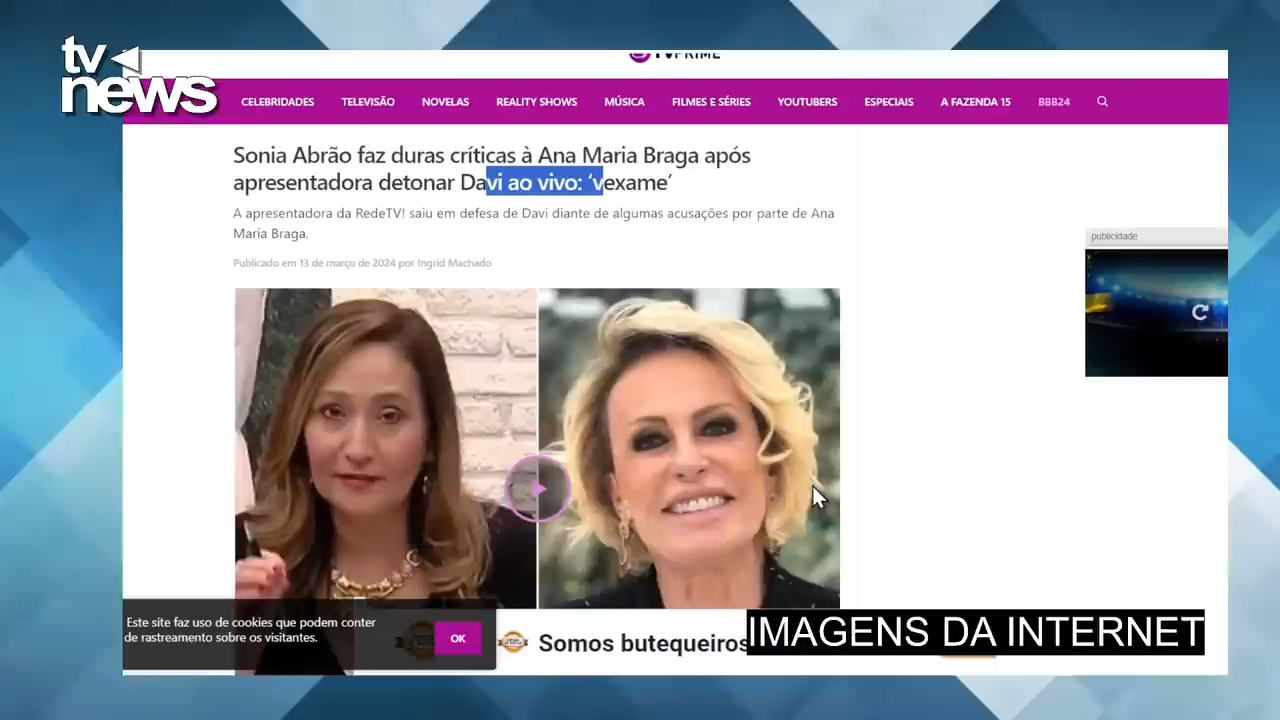 tv
news
TVPRIME
CELEBRIDADES TELEVISÃO NOVELAS REALITY SHOWS MÚSICA FILMES E SÉRIES YOUTUBERS ESPECIAIS A FAZENDA 15 BBB24
Sonia Abrão faz duras críticas à Ana Maria Braga após
apresentadora detonar Davi ao vivo: ‘vexame’
A apresentadora da RedeTV! saiu em defesa de Davi diante de algumas acusações por parte de Ana
Maria Braga.
Publicado em 13 de março de 2024 por Ingrid Machado
publicidade
Este site faz uso de cookies que podem conter
de rastreamento sobre os visitantes.
OK
Somos butequeiros
IMAGENS DA INTERNET